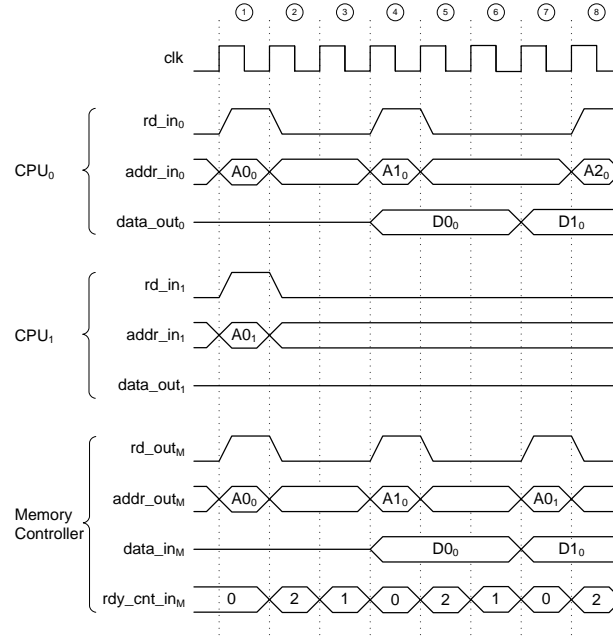 1 2 3 4 5 6 7 8
clk
rd_in0
CPU0
addr_in0 A00 A10 A20
data_out0 D00 D10
rd_in1
CPU1
addr_in1 A01
data_out1
rd_outM
addr_outM A00 A10 A01
Memory
Controller
data_inM D00 D10
rdy_cnt_inM 0 2 1 0 2 1 0 2